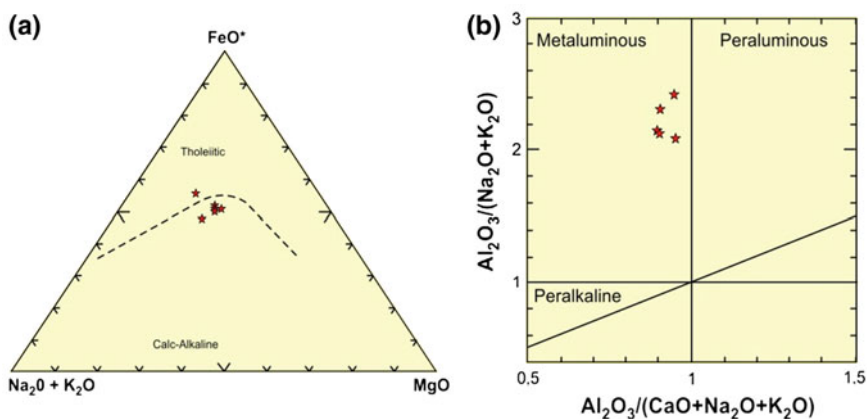 (a)
FeO*
Tholeiitic
Calc-Alkaline
Na₂0 + K₂O
MgO
(b)
3
Metaluminous
Peraluminous
2
Al₂O₃/(Na₂O+K₂O)
1
Peralkaline
0.5
1
1.5
Al₂O₃/(CaO+Na₂O+K₂O)